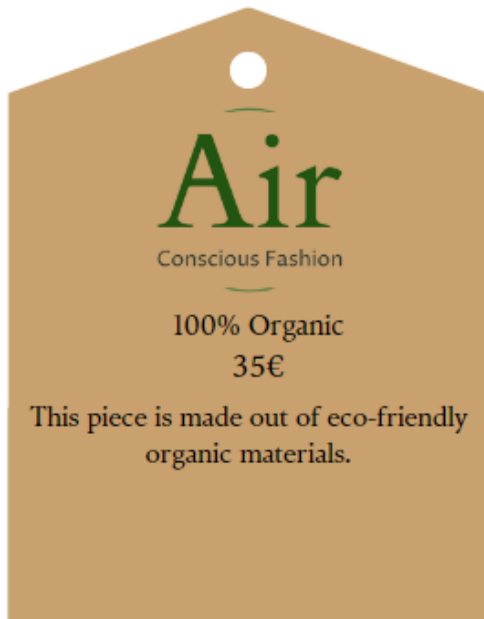 Air
Conscious Fashion
100% Organic
35€
This piece is made out of eco-friendly
organic materials.